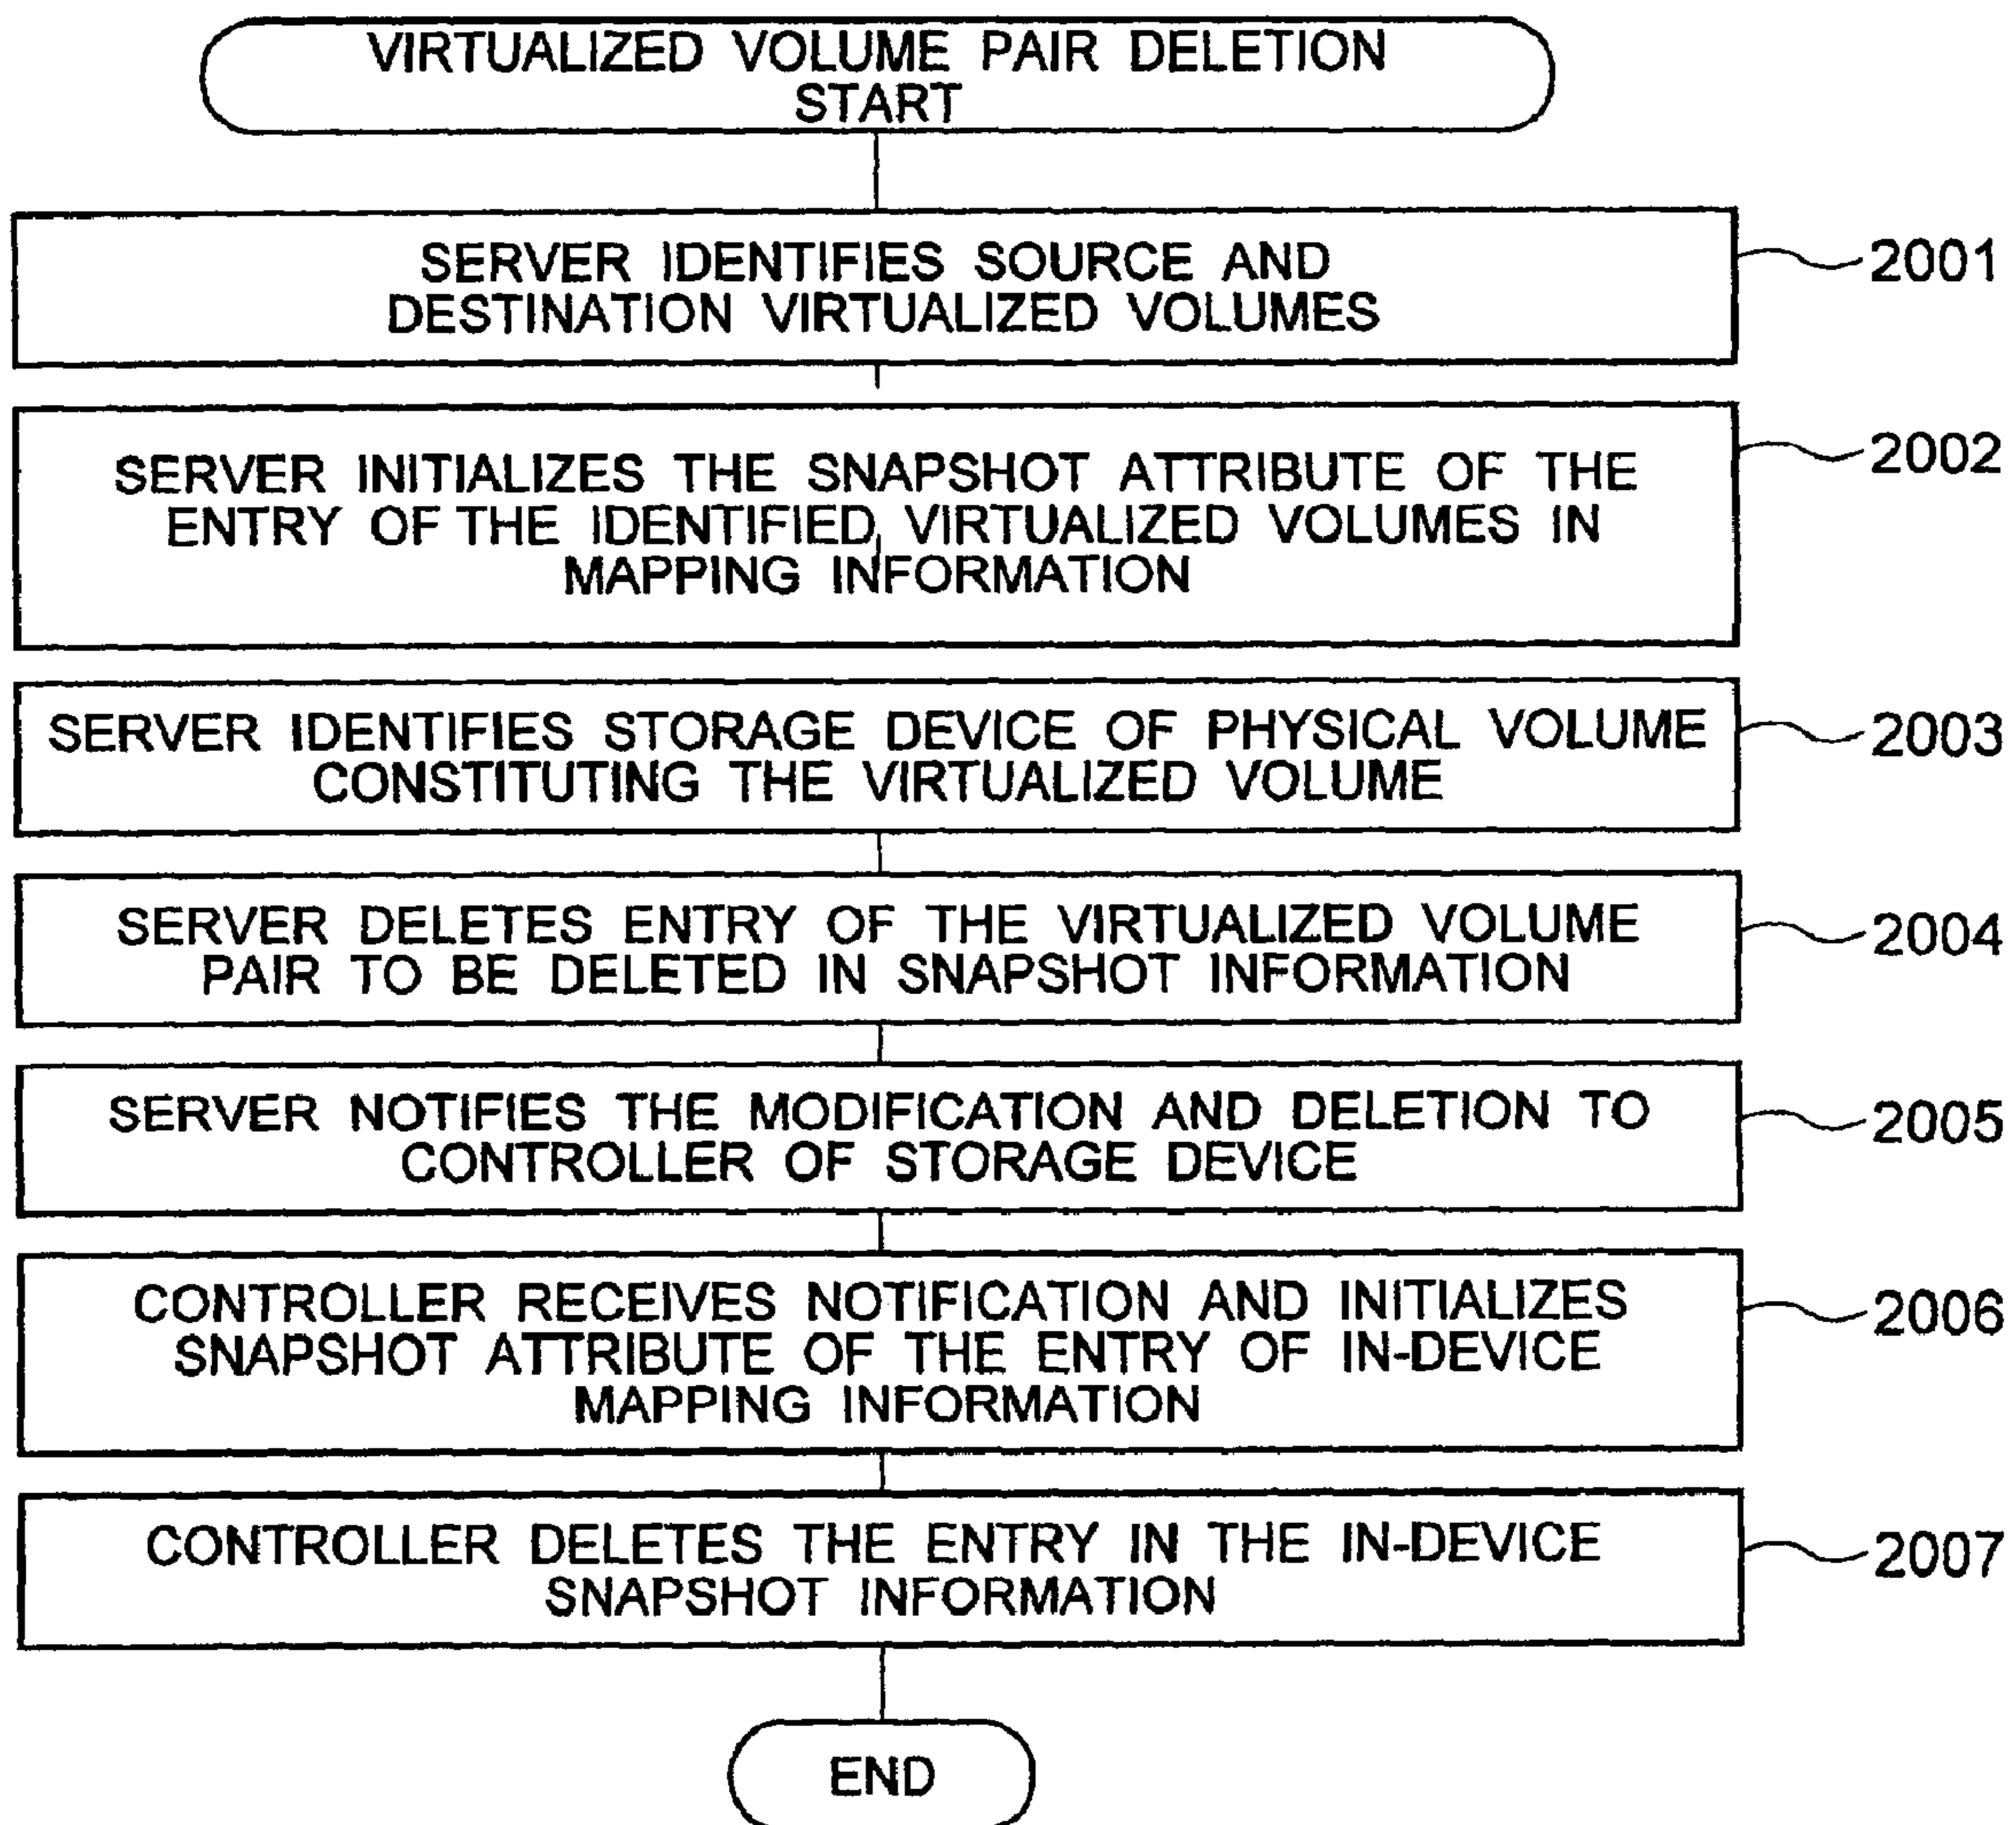 VIRTUALIZED VOLUME PAIR DELETION
START
SERVER IDENTIFIES SOURCE AND
DESTINATION VIRTUALIZED VOLUMES
2001
SERVER INITIALIZES THE SNAPSHOT ATTRIBUTE OF THE
ENTRY OF THE IDENTIFIED VIRTUALIZED VOLUMES IN
MAPPING INFORMATION
2002
SERVER IDENTIFIES STORAGE DEVICE OF PHYSICAL VOLUME
CONSTITUTING THE VIRTUALIZED VOLUME
2003
SERVER DELETES ENTRY OF THE VIRTUALIZED VOLUME
PAIR TO BE DELETED IN SNAPSHOT INFORMATION
2004
SERVER NOTIFIES THE MODIFICATION AND DELETION TO
CONTROLLER OF STORAGE DEVICE
2005
CONTROLLER RECEIVES NOTIFICATION AND INITIALIZES
SNAPSHOT ATTRIBUTE OF THE ENTRY OF IN-DEVICE
MAPPING INFORMATION
2006
CONTROLLER DELETES THE ENTRY IN THE IN-DEVICE
SNAPSHOT INFORMATION
2007
END